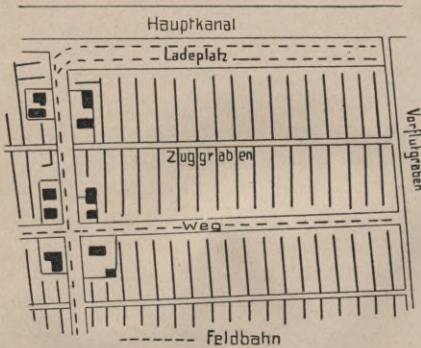 Hauptkanal
Ladeplatz
Zuggraben
Vorflutgraben
Weg
Feldbahn